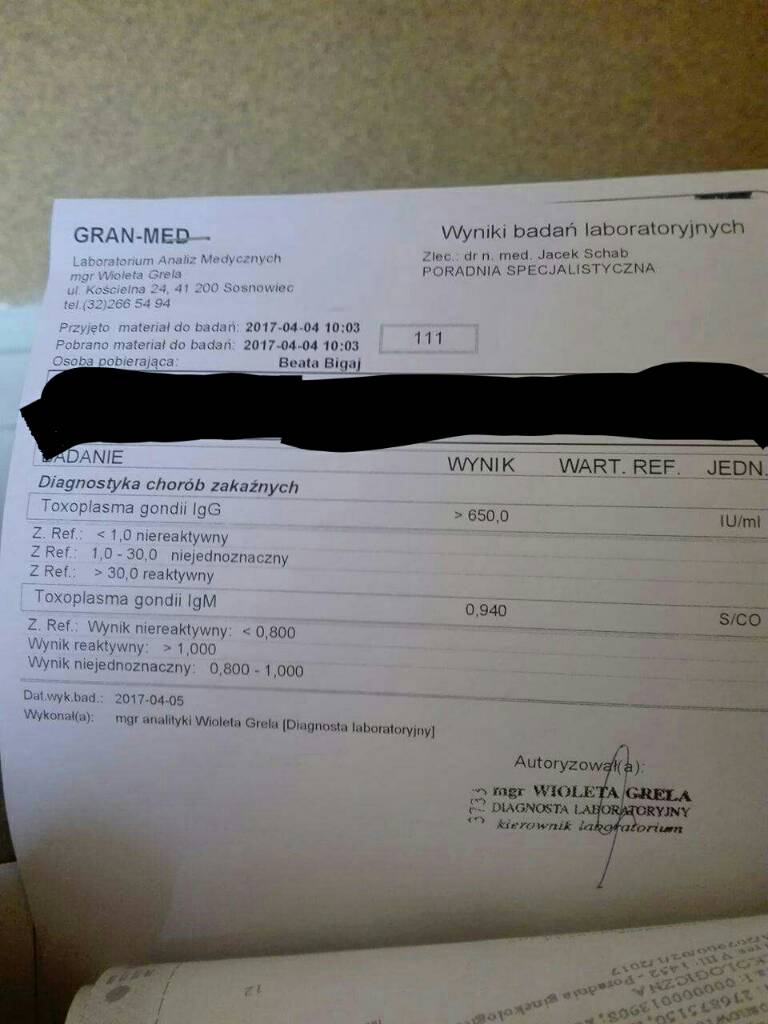 GRAN-MED
Laboratorium Analiz Medycznych
mgr Wioleta Grela
ul. Kościelna 24, 41 200 Sosnowiec
tel.(32)266 54 94
Wyniki badań laboratoryjnych
Zlec.: dr n. med. Jacek Schab
PORADNIA SPECJALISTYCZNA
Przyjęto materiał do badań: 2017-04-04 10:03
Pobrano materiał do badań: 2017-04-04 10:03
Osoba pobierająca: Beata Bigaj
111
BADANIE WYNIK WART. REF. JEDN.
Diagnostyka chorób zakaźnych
Toxoplasma gondii IgG > 650,0 IU/ml
Z. Ref.: < 1,0 niereaktywny
Z Ref.: 1,0 - 30,0 niejednoznaczny
Z Ref.: > 30,0 reaktywny
Toxoplasma gondii IgM 0,940 S/CO
Z. Ref.: Wynik niereaktywny: < 0,800
Wynik reaktywny: > 1,000
Wynik niejednoznaczny: 0,800 - 1,000
Dat.wyk.bad.: 2017-04-05
Wykonał(a): mgr analityki Wioleta Grela [Diagnosta laboratoryjny]
Autoryzował(a):
3733
mgr WIOLETA GRELA
DIAGNOSTA LABORATORYJNY
kierownik laboratorium
12